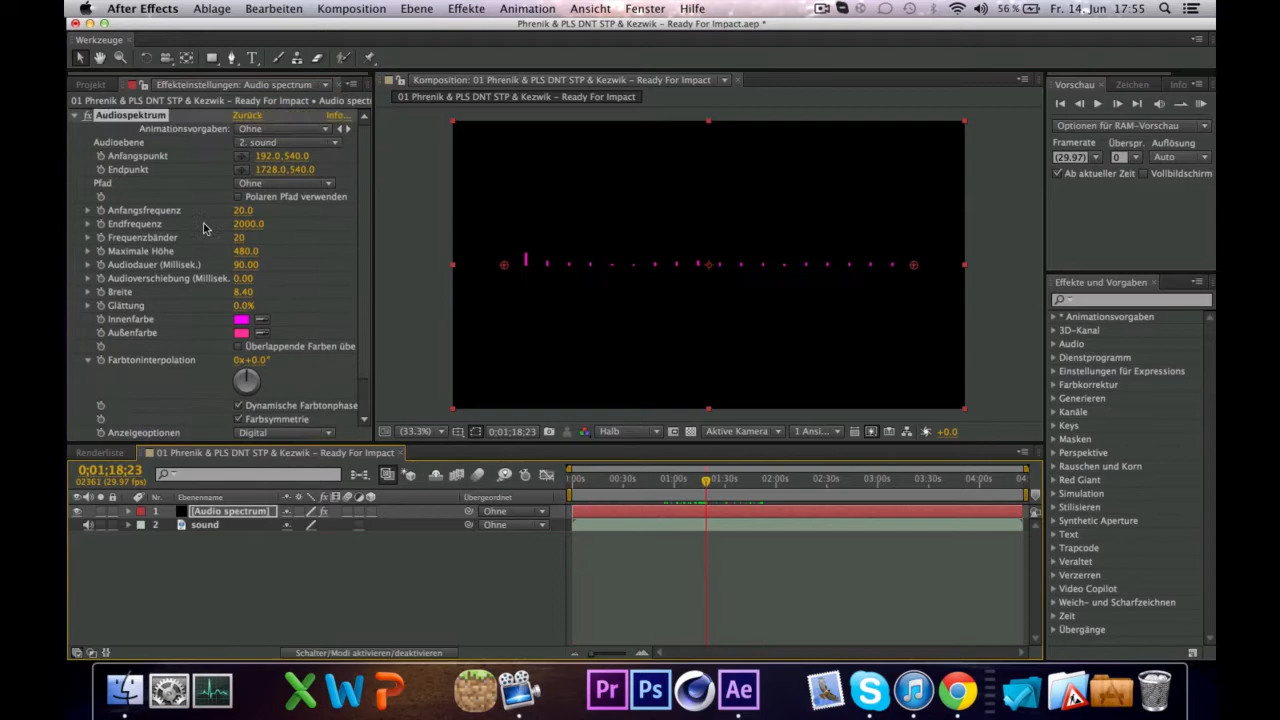 After Effects Ablage Bearbeiten Komposition Ebene Effekte Animation Ansicht Fenster Hilfe 56 % Fr. 14. Jun 17:55
Phrenik & PLS DNT STP & Kezwik – Ready For Impact.aep *
Werkzeuge
Projekt Effekteinstellungen: Audio spectrum
01 Phrenik & PLS DNT STP & Kezwik – Ready For Impact • Audio spect
Audiospektrum Zurück Info...
Animationsvorgaben: Ohne
Audioebene 2. sound
Anfangspunkt 192.0,540.0
Endpunkt 1728.0,540.0
Pfad Ohne
Polaren Pfad verwenden
Anfangsfrequenz 20.0
Endfrequenz 2000.0
Frequenzbänder 20
Maximale Höhe 480.0
Audiodauer (Millisek.) 90.00
Audioverschiebung (Millisek. 0.00
Breite 8.40
Glättung 0.0%
Innenfarbe
Außenfarbe
Überlappende Farben übe
Farbtoninterpolation 0x+0.0°
Dynamische Farbtonphase
Farbsymmetrie
Anzeigeoptionen Digital
Komposition: 01 Phrenik & PLS DNT STP & Kezwik – Ready For Impact
01 Phrenik & PLS DNT STP & Kezwik – Ready For Impact
(33.3%) 0;01;18;23 Halb Aktive Kamera 1 Ansi... +0.0
Vorschau Zeichen Info
Optionen für RAM-Vorschau
Framerate Überspr. Auflösung
(29.97) 0 Auto
Ab aktueller Zeit Vollbildschirm
Effekte und Vorgaben
* Animationsvorgaben
3D-Kanal
Audio
Dienstprogramm
Einstellungen für Expressions
Farbkorrektur
Generieren
Kanäle
Keys
Masken
Perspektive
Rauschen und Korn
Red Giant
Simulation
Stilisieren
Synthetic Aperture
Text
Trapcode
Veraltet
Verzerren
Video Copilot
Weich- und Scharfzeichnen
Zeit
Übergänge
Renderliste 01 Phrenik & PLS DNT STP & Kezwik – Ready For Impact
0;01;18;23
02361 (29.97 fps)
:00s 00:30s 01:00s 01:30s 02:00s 02:30s 03:00s 03:30s 04:00s 04:
Nr. Ebenenname fx Übergeordnet
1 [Audio spectrum] fx Ohne
2 sound Ohne
Schalter/Modi aktivieren/deaktivieren
X W P Pr Ps Ae